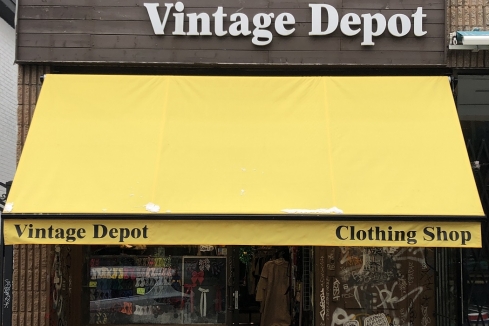 Vintage Depot
Vintage Depot Clothing Shop